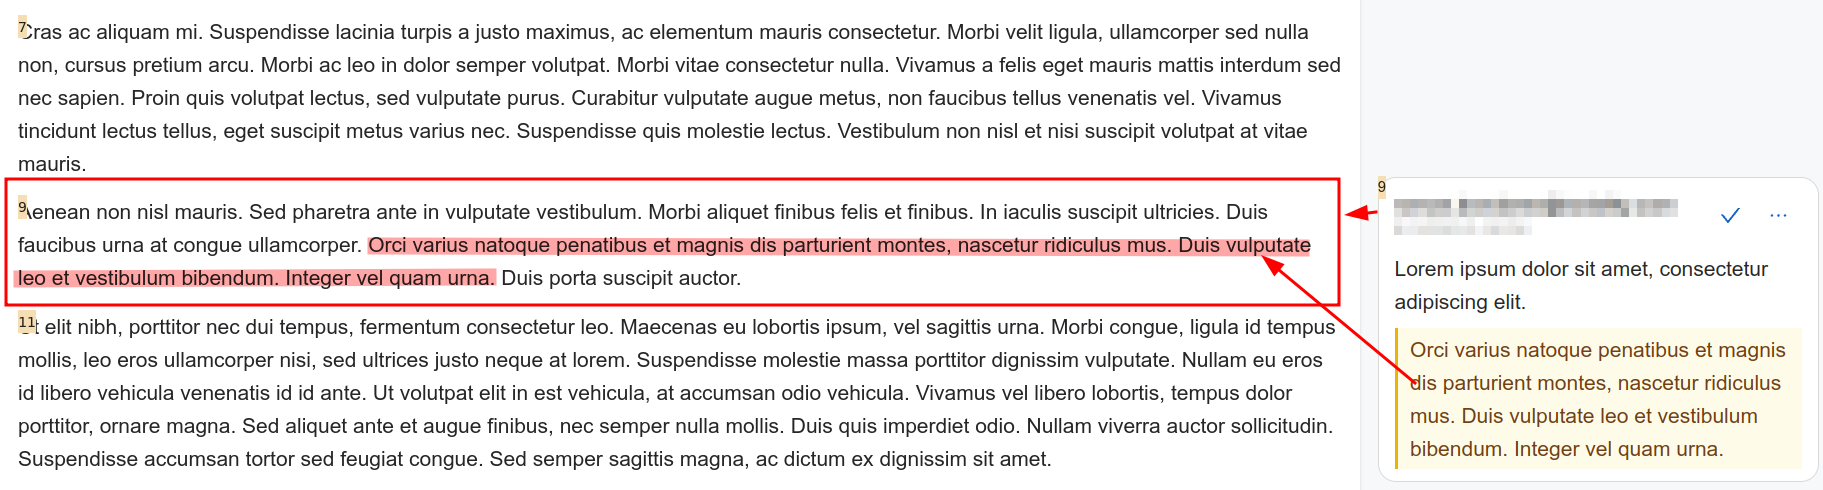 7
Cras ac aliquam mi. Suspendisse lacinia turpis a justo maximus, ac elementum mauris consectetur. Morbi velit ligula, ullamcorper sed nulla
non, cursus pretium arcu. Morbi ac leo in dolor semper volutpat. Morbi vitae consectetur nulla. Vivamus a felis eget mauris mattis interdum sed
nec sapien. Proin quis volutpat lectus, sed vulputate purus. Curabitur vulputate augue metus, non faucibus tellus venenatis vel. Vivamus
tincidunt lectus tellus, eget suscipit metus varius nec. Suspendisse quis molestie lectus. Vestibulum non nisl et nisi suscipit volutpat at vitae
mauris.
9
Aenean non nisl mauris. Sed pharetra ante in vulputate vestibulum. Morbi aliquet finibus felis et finibus. In iaculis suscipit ultricies. Duis
faucibus urna at congue ullamcorper. Orci varius natoque penatibus et magnis dis parturient montes, nascetur ridiculus mus. Duis vulputate
leo et vestibulum bibendum. Integer vel quam urna. Duis porta suscipit auctor.
11
elit nibh, porttitor nec dui tempus, fermentum consectetur leo. Maecenas eu lobortis ipsum, vel sagittis urna. Morbi congue, ligula id tempus
mollis, leo eros ullamcorper nisi, sed ultrices justo neque at lorem. Suspendisse molestie massa porttitor dignissim vulputate. Nullam eu eros
id libero vehicula venenatis id id ante. Ut volutpat elit in est vehicula, at accumsan odio vehicula. Vivamus vel libero lobortis, tempus dolor
porttitor, ornare magna. Sed aliquet ante et augue finibus, nec semper nulla mollis. Duis quis imperdiet odio. Nullam viverra auctor sollicitudin.
Suspendisse accumsan tortor sed feugiat congue. Sed semper sagittis magna, ac dictum ex dignissim sit amet.
9
Lorem ipsum dolor sit amet, consectetur
adipiscing elit.
Orci varius natoque penatibus et magnis
dis parturient montes, nascetur ridiculus
mus. Duis vulputate leo et vestibulum
bibendum. Integer vel quam urna.